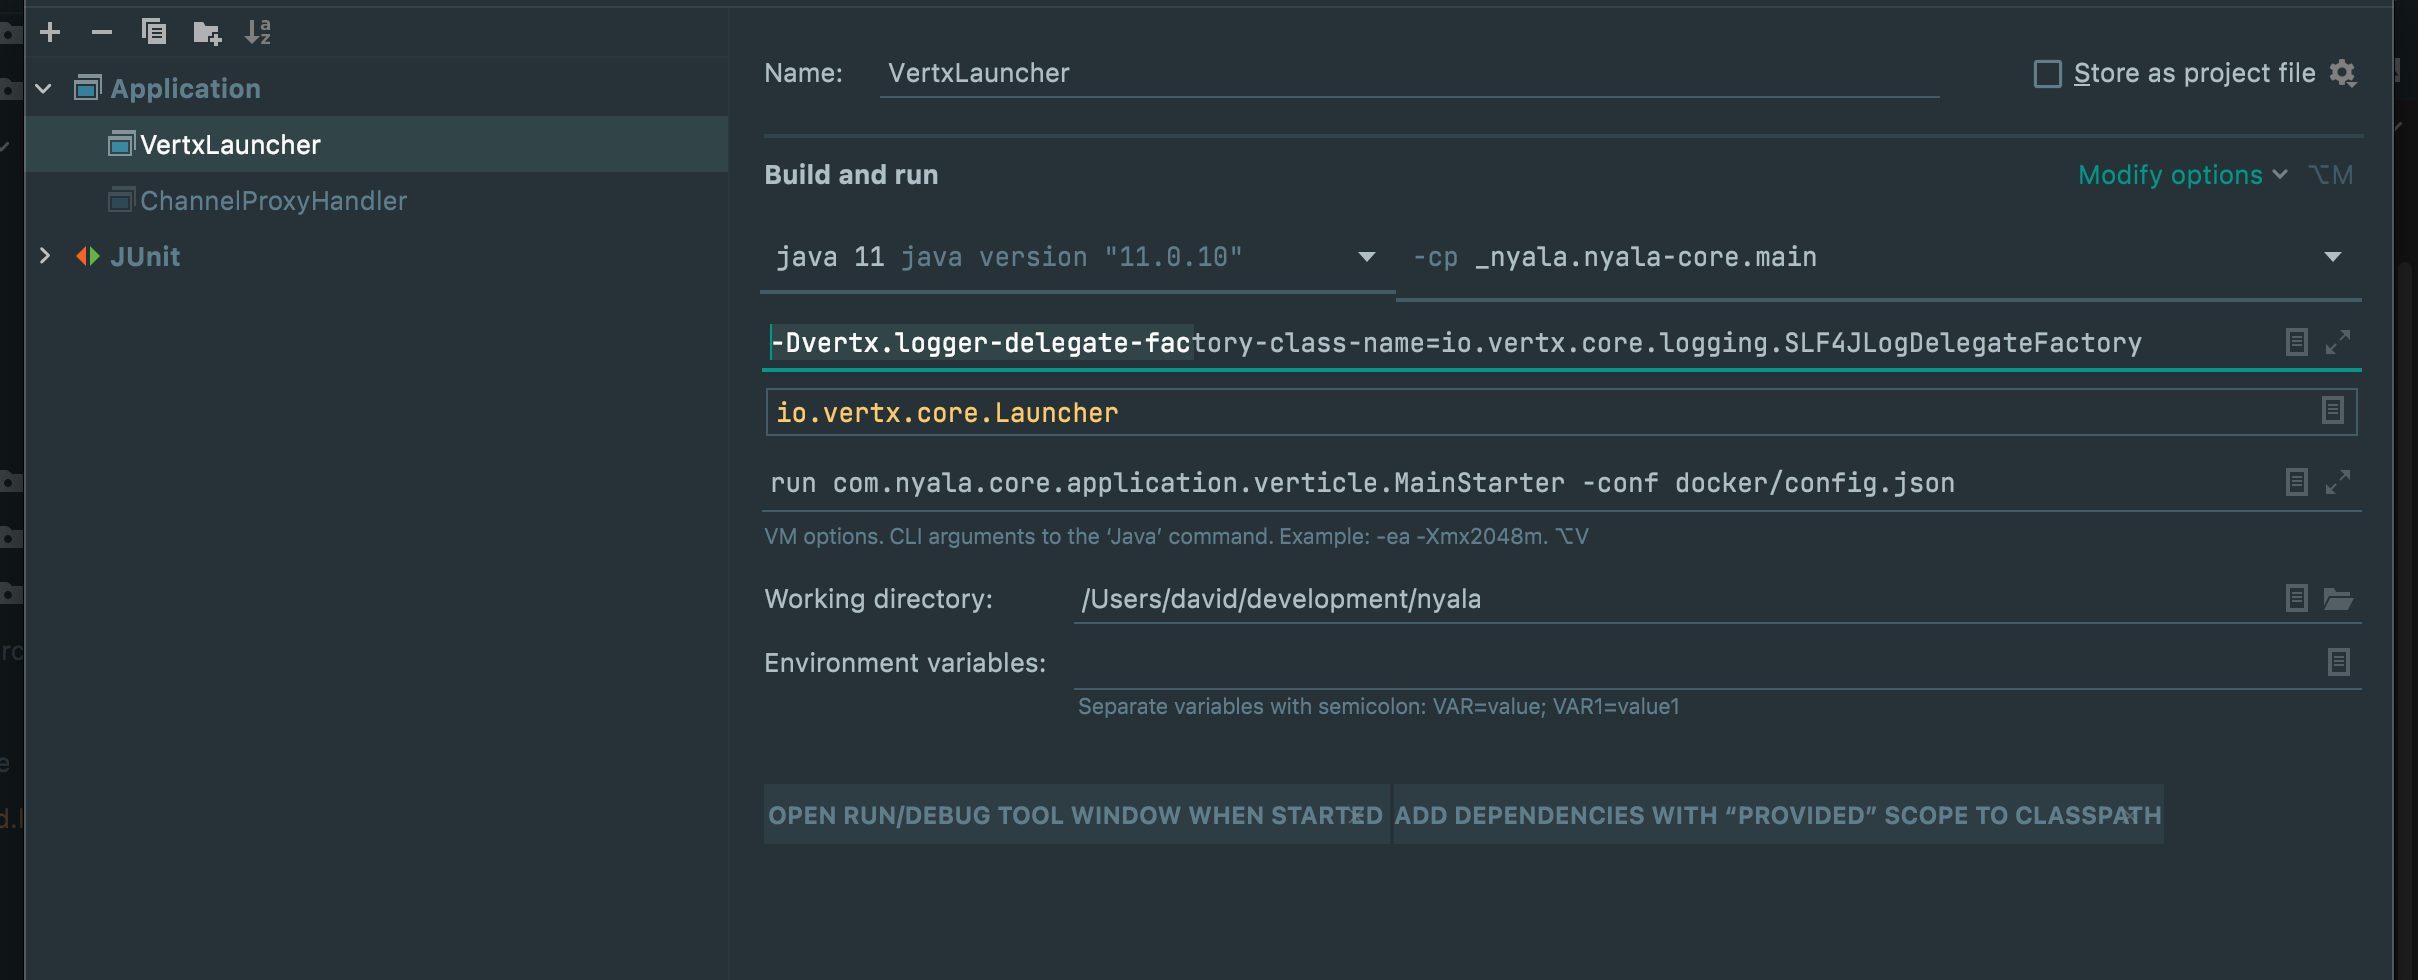 Application
VertxLauncher
ChannelProxyHandler
JUnit
Name: VertxLauncher
Store as project file
Build and run
Modify options ⌥M
java 11 java version "11.0.10"
-cp _nyala.nyala-core.main
-Dvertx.logger-delegate-factory-class-name=io.vertx.core.logging.SLF4JLogDelegateFactory
io.vertx.core.Launcher
run com.nyala.core.application.verticle.MainStarter -conf docker/config.json
VM options. CLI arguments to the ‘Java’ command. Example: -ea -Xmx2048m. ⌥V
Working directory: /Users/david/development/nyala
Environment variables:
Separate variables with semicolon: VAR=value; VAR1=value1
OPEN RUN/DEBUG TOOL WINDOW WHEN STARTED
ADD DEPENDENCIES WITH “PROVIDED” SCOPE TO CLASSPATH